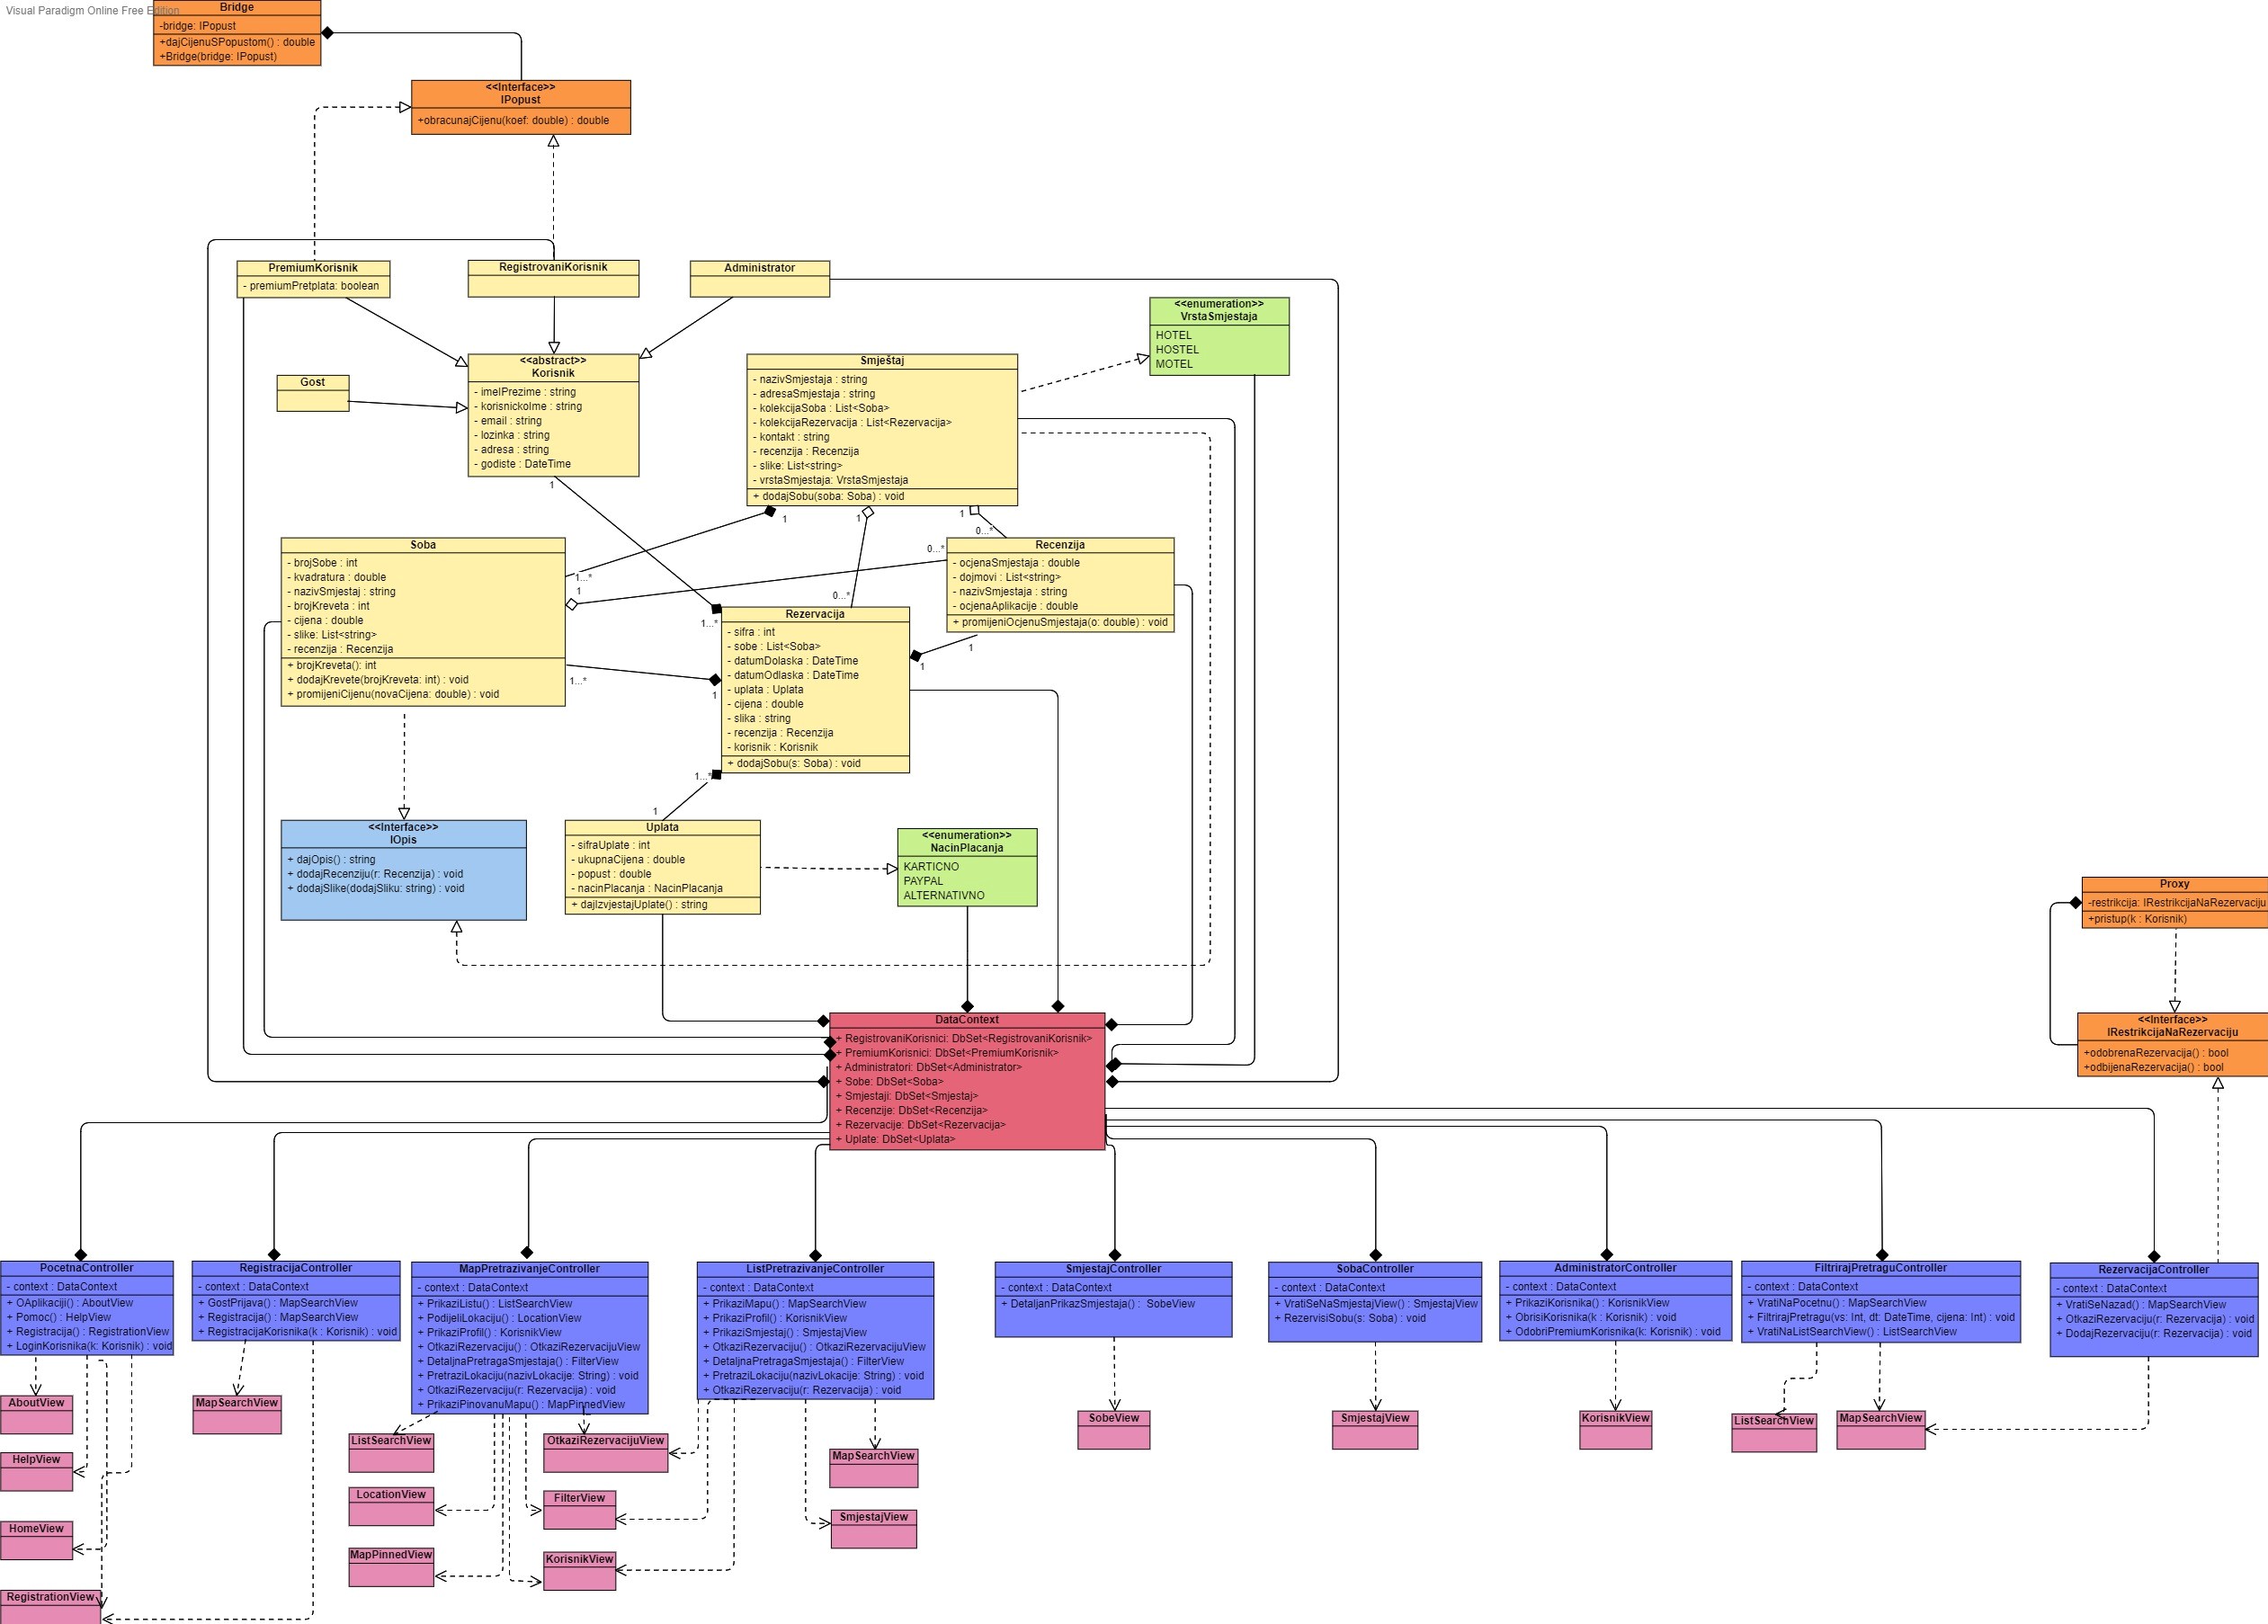 Visual Paradigm Online Free Edition
Bridge
-bridge: IPopust
+dajCijenuSPopustom() : double
+Bridge(bridge: IPopust)
<<Interface>>
IPopust
+obracunajCijenu(koef: double) : double
PremiumKorisnik
- premiumPretplata: boolean
RegistrovaniKorisnik
Administrator
<<enumeration>>
VrstaSmjestaja
HOTEL
HOSTEL
MOTEL
Gost
<<abstract>>
Korisnik
- imeIPrezime : string
- korisnickoIme : string
- email : string
- lozinka : string
- adresa : string
- godiste : DateTime
1
Smještaj
- nazivSmjestaja : string
- adresaSmjestaja : string
- kolekcijaSoba : List<Soba>
- kolekcijaRezervacija : List<Rezervacija>
- kontakt : string
- recenzija : Recenzija
- slike: List<string>
- vrstaSmjestaja: VrstaSmjestaja
+ dodajSobu(soba: Soba) : void
1
1
1
0...*
0...*
Soba
- brojSobe : int
- kvadratura : double
- nazivSmjestaj : string
- brojKreveta : int
- cijena : double
- slike: List<string>
- recenzija : Recenzija
+ brojKreveta(): int
+ dodajKrevete(brojKreveta: int) : void
+ promijeniCijenu(novaCijena: double) : void
1...*
1
0...*
1...*
1...*
1
Recenzija
- ocjenaSmjestaja : double
- dojmovi : List<string>
- nazivSmjestaja : string
- ocjenaAplikacije : double
+ promijeniOcjenuSmjestaja(o: double) : void
1
1
Rezervacija
- sifra : int
- sobe : List<Soba>
- datumDolaska : DateTime
- datumOdlaska : DateTime
- uplata : Uplata
- cijena : double
- slika : string
- recenzija : Recenzija
- korisnik : Korisnik
+ dodajSobu(s: Soba) : void
1...*
1
<<Interface>>
IOpis
+ dajOpis() : string
+ dodajRecenziju(r: Recenzija) : void
+ dodajSlike(dodajSliku: string) : void
Uplata
- sifraUplate : int
- ukupnaCijena : double
- popust : double
- nacinPlacanja : NacinPlacanja
+ dajIzvjestajUplate() : string
<<enumeration>>
NacinPlacanja
KARTICNO
PAYPAL
ALTERNATIVNO
Proxy
-restrikcija: IRestrikcijaNaRezervaciju
+pristup(k : Korisnik)
<<Interface>>
IRestrikcijaNaRezervaciju
+odobrenaRezervacija() : bool
+odbijenaRezervacija() : bool
DataContext
+ RegistrovaniKorisnici: DbSet<RegistrovaniKorisnik>
+ PremiumKorisnici: DbSet<PremiumKorisnik>
+ Administratori: DbSet<Administrator>
+ Sobe: DbSet<Soba>
+ Smjestaji: DbSet<Smjestaj>
+ Recenzije: DbSet<Recenzija>
+ Rezervacije: DbSet<Rezervacija>
+ Uplate: DbSet<Uplata>
PocetnaController
- context : DataContext
+ OAplikaciji() : AboutView
+ Pomoc() : HelpView
+ Registracija() : RegistrationView
+ LoginKorisnika(k: Korisnik) : void
RegistracijaController
- context : DataContext
+ GostPrijava() : MapSearchView
+ Registracija() : MapSearchView
+ RegistracijaKorisnika(k : Korisnik) : void
MapPretrazivanjeController
- context : DataContext
+ PrikaziListu() : ListSearchView
+ PodijeliLokaciju() : LocationView
+ PrikaziProfil() : KorisnikView
+ OtkaziRezervaciju() : OtkaziRezervacijuView
+ DetaljnaPretragaSmjestaja() : FilterView
+ PretraziLokaciju(nazivLokacije: String) : void
+ OtkaziRezervaciju(r: Rezervacija) : void
+ PrikaziPinovanuMapu() : MapPinnedView
ListPretrazivanjeController
- context : DataContext
+ PrikaziMapu() : MapSearchView
+ PrikaziProfil() : KorisnikView
+ PrikaziSmjestaj() : SmjestajView
+ OtkaziRezervaciju() : OtkaziRezervacijuView
+ DetaljnaPretragaSmjestaja() : FilterView
+ PretraziLokaciju(nazivLokacije: String) : void
+ OtkaziRezervaciju(r: Rezervacija) : void
SmjestajController
- context : DataContext
+ DetaljanPrikazSmjestaja() : SobeView
SobaController
- context : DataContext
+ VratiSeNaSmjestajView() : SmjestajView
+ RezervisiSobu(s: Soba) : void
AdministratorController
- context : DataContext
+ PrikaziKorisnika() : KorisnikView
+ ObrisiKorisnika(k : Korisnik) : void
+ OdobriPremiumKorisnika(k: Korisnik) : void
FiltrirajPretraguController
- context : DataContext
+ VratiNaPocetnu() : MapSearchView
+ FiltrirajPretragu(vs: Int, dt: DateTime, cijena: Int) : void
+ VratiNaListSearchView() : ListSearchView
RezervacijaController
- context : DataContext
+ VratiSeNazad() : MapSearchView
+ OtkaziRezervaciju(r: Rezervacija) : void
+ DodajRezervaciju(r: Rezervacija) : void
AboutView
HelpView
HomeView
RegistrationView
MapSearchView
ListSearchView
LocationView
MapPinnedView
OtkaziRezervacijuView
FilterView
KorisnikView
MapSearchView
SmjestajView
SobeView
SmjestajView
KorisnikView
ListSearchView
MapSearchView